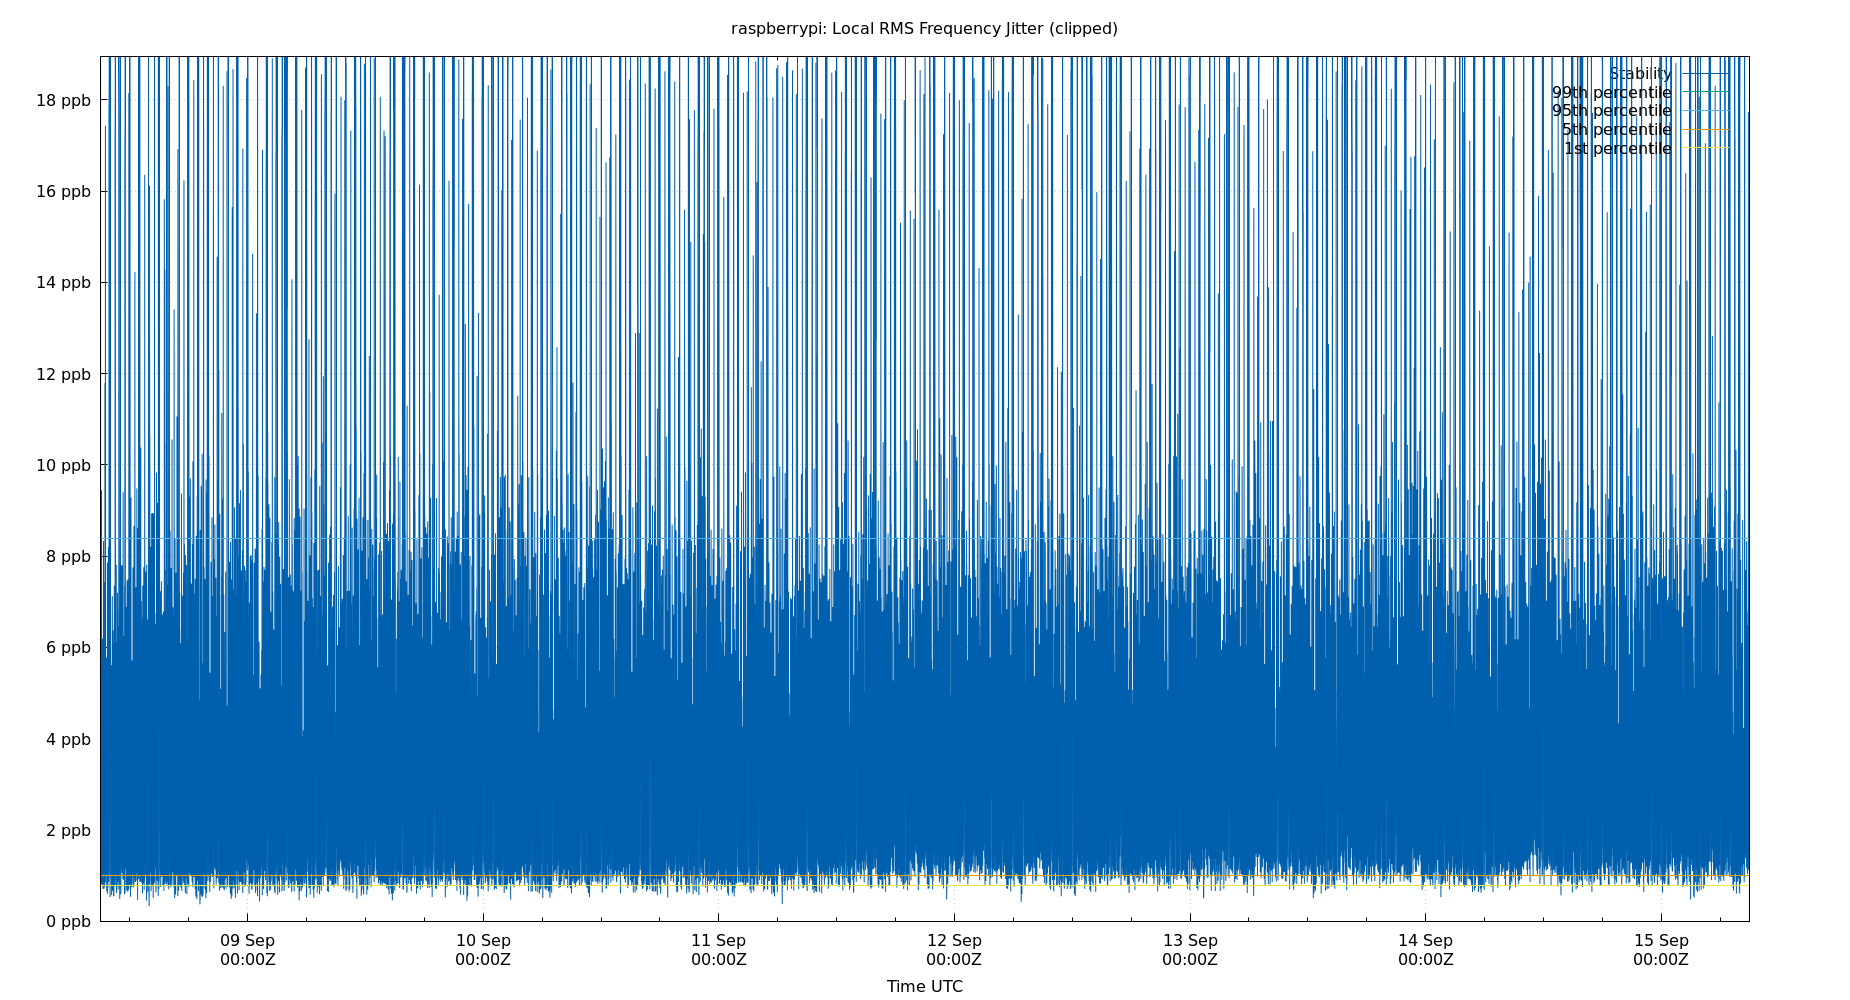 raspberrypi: Local RMS Frequency Jitter (clipped)
Stability
99th percentile
95th percentile
5th percentile
1st percentile
18 ppb
16 ppb
14 ppb
12 ppb
10 ppb
8 ppb
6 ppb
4 ppb
2 ppb
0 ppb
09 Sep 10 Sep 11 Sep 12 Sep 13 Sep 14 Sep 15 Sep
00:00Z 00:00Z 00:00Z 00:00Z 00:00Z 00:00Z 00:00Z
Time UTC